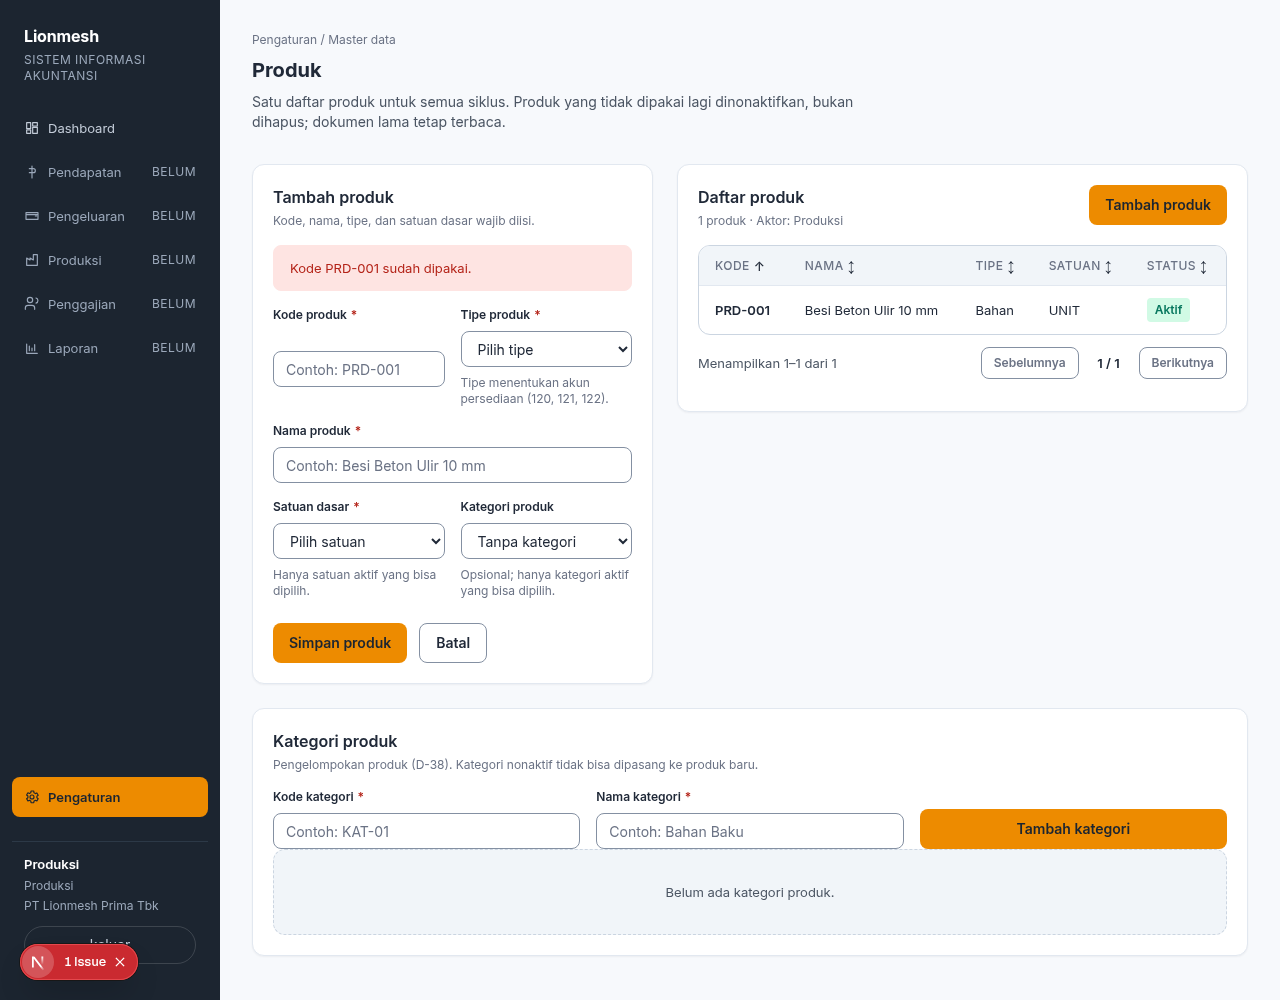 Lionmesh
SISTEM INFORMASI
AKUNTANSI
Dashboard
Pendapatan BELUM
Pengeluaran BELUM
Produksi BELUM
Penggajian BELUM
Laporan BELUM
Pengaturan
Produksi
Produksi
PT Lionmesh Prima Tbk
1 Issue
Pengaturan / Master data
Produk
Satu daftar produk untuk semua siklus. Produk yang tidak dipakai lagi dinonaktifkan, bukan
dihapus; dokumen lama tetap terbaca.
Tambah produk
Kode, nama, tipe, dan satuan dasar wajib diisi.
Kode PRD-001 sudah dipakai.
Kode produk * Tipe produk *
Contoh: PRD-001 Pilih tipe
Tipe menentukan akun
persediaan (120, 121, 122).
Nama produk *
Contoh: Besi Beton Ulir 10 mm
Satuan dasar * Kategori produk
Pilih satuan Tanpa kategori
Hanya satuan aktif yang bisa
dipilih.
Opsional; hanya kategori aktif
yang bisa dipilih.
Simpan produk Batal
Daftar produk
1 produk · Aktor: Produksi
Tambah produk
KODE ↑ NAMA ↕ TIPE ↕ SATUAN ↕ STATUS ↕
PRD-001 Besi Beton Ulir 10 mm Bahan UNIT Aktif
Menampilkan 1–1 dari 1 Sebelumnya 1 / 1 Berikutnya
Kategori produk
Pengelompokan produk (D-38). Kategori nonaktif tidak bisa dipasang ke produk baru.
Kode kategori * Nama kategori *
Contoh: KAT-01 Contoh: Bahan Baku Tambah kategori
Belum ada kategori produk.